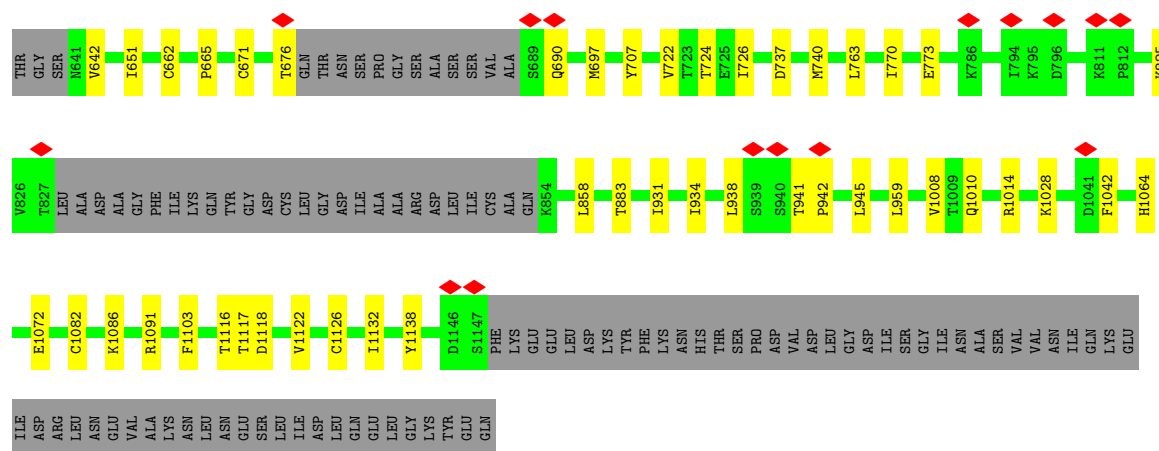 THR GLY SER N641 V642 I651 C662 P665 C671 T676 GLN THR ASN SER PRO GLY SER ALA SER SER VAL ALA S689 Q690 M697 Y707 V722 T723 T724 E725 I726 D737 M740 L763 I770 E773 K786 I794 K795 D796 K811 P812
V826 T827 LEU ALA ASP ALA ALA GLY PHE ILE LYS GLN TYR GLY ASP CYS LEU GLY ASP ILE ALA ALA ARG ASP LEU ILE CYS ALA GLN K854 L858 T883 I931 I934 L938 S939 S940 T941 P942 L945 L959 V1008 T1009 Q1010 R1014 K1028 D1041 F1042 H1064
E1072 C1082 K1086 R1091 F1103 T1116 T1117 D1118 V1122 C1126 I1132 Y1138 D1146 S1147 PHE LYS GLU GLU LEU ASP LYS TYR PHE LYS ASN HIS THR SER PRO ASP VAL ASP LEU GLY ASP ILE SER GLY ILE ASN ALA SER VAL VAL ASN ILE GLN LYS GLU
ILE ASP ARG LEU ASN GLU VAL ALA LYS ASN LEU ASN GLU SER LEU ILE ASP LEU GLN GLU LEU GLY LYS TYR GLU GLN